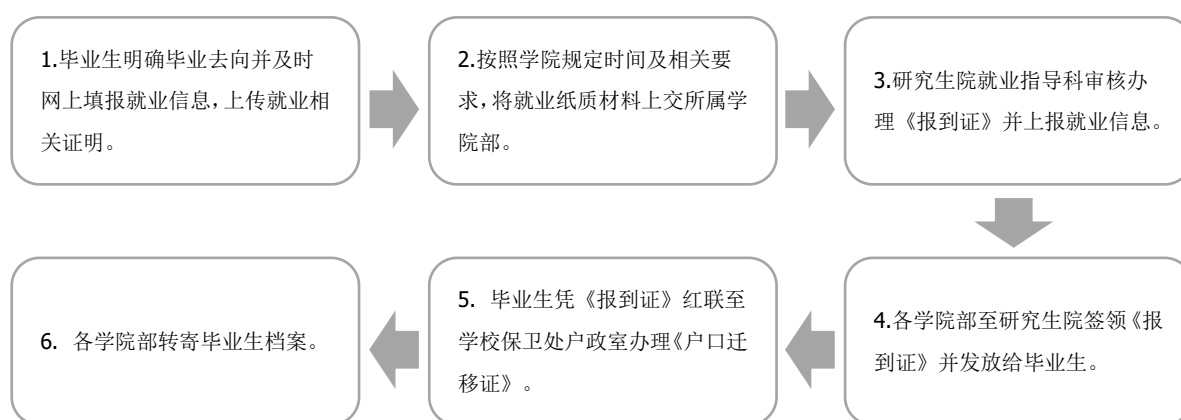 1.毕业生明确毕业去向并及时
网上填报就业信息，上传就业相
关证明。
2.按照学院规定时间及相关要
求，将就业纸质材料上交所属学
院部。
3.研究生院就业指导科审核办
理《报到证》并上报就业信息。
4.各学院部至研究生院签领《报
到证》并发放给毕业生。
5. 毕业生凭《报到证》红联至
学校保卫处户政室办理《户口迁
移证》。
6. 各学院部转寄毕业生档案。